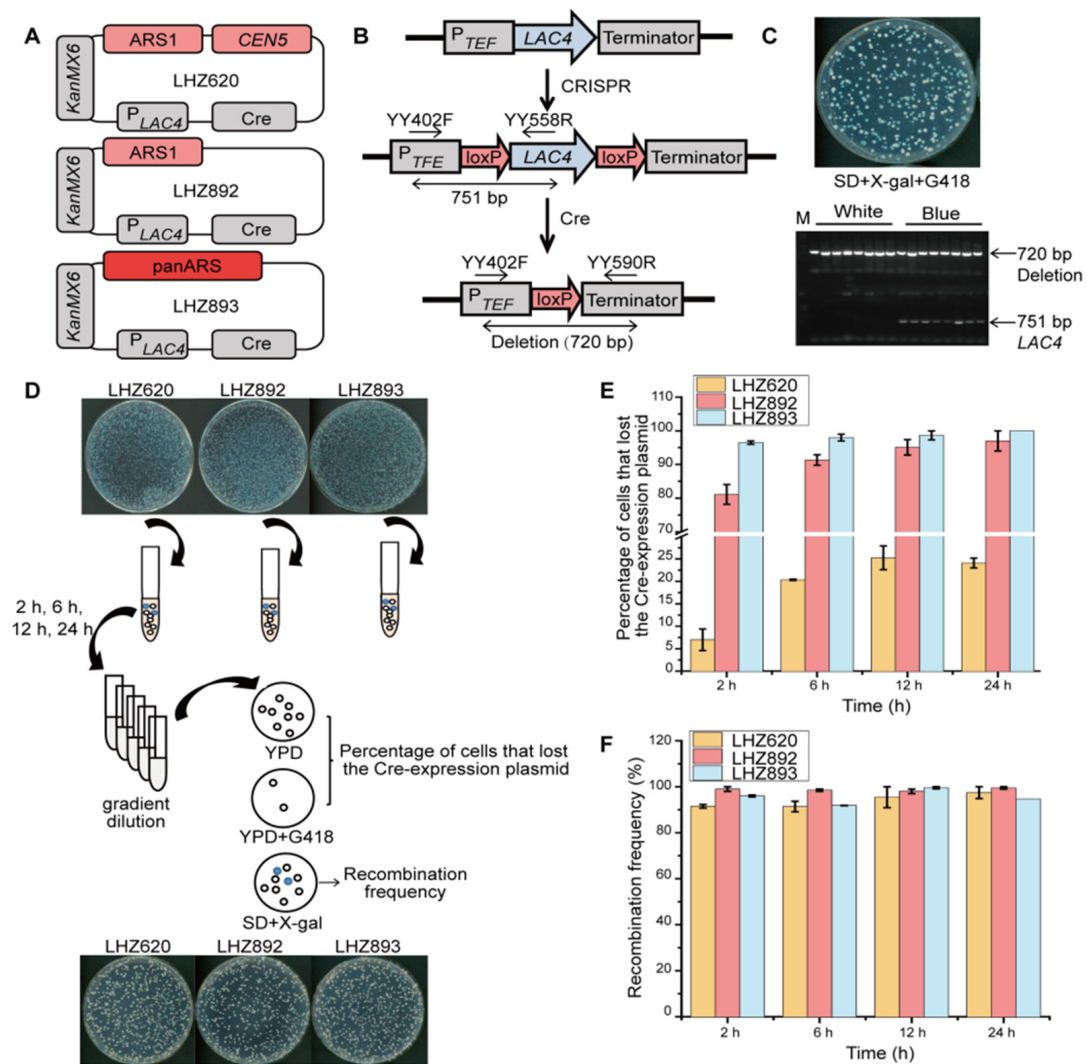 A
ARS1
CEN5
KanMX6
LHZ620
PLAC4
Cre
ARS1
KanMX6
LHZ892
PLAC4
Cre
panARS
KanMX6
LHZ893
PLAC4
Cre
B
PTEF
LAC4
Terminator
CRISPR
YY402F
YY558R
PTFE
loxP
LAC4
loxP
Terminator
751 bp
Cre
YY402F
YY590R
PTEF
loxP
Terminator
Deletion (720 bp)
C
SD+X-gal+G418
M
White
Blue
720 bp
Deletion
751 bp
LAC4
D
LHZ620
LHZ892
LHZ893
2 h, 6 h,
12 h, 24 h
gradient
dilution
YPD
YPD+G418
Percentage of cells that lost
the Cre-expression plasmid
SD+X-gal
Recombination
frequency
LHZ620
LHZ892
LHZ893
E
LHZ620
LHZ892
LHZ893
Percentage of cells that lost
the Cre-expression plasmid
100
90
80
70
25
20
15
10
5
0
2 h
6 h
12 h
24 h
Time (h)
F
LHZ620
LHZ892
LHZ893
Recombination frequency (%)
120
100
80
60
40
20
0
2 h
6 h
12 h
24 h
Time (h)